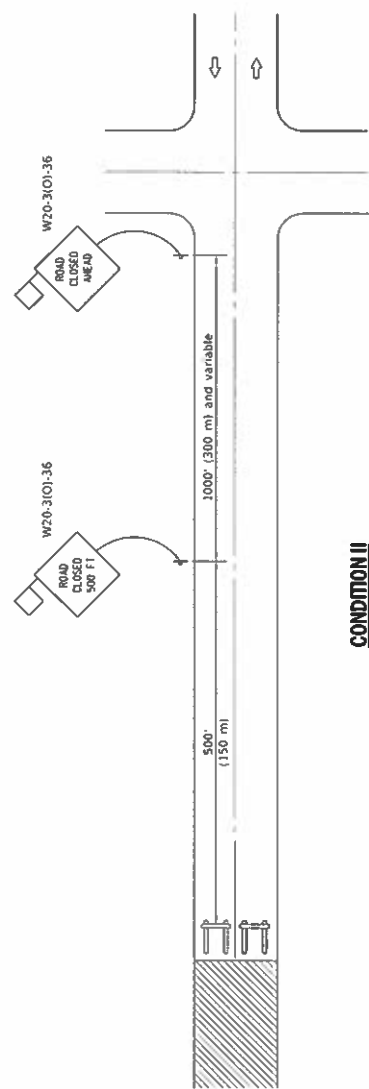 W20-3(O)-36
ROAD
CLOSED
AHEAD
W20-3(O)-36
ROAD
CLOSED
500 FT
1000' (300 m) and variable
500'
(150 m)
CONDITION II